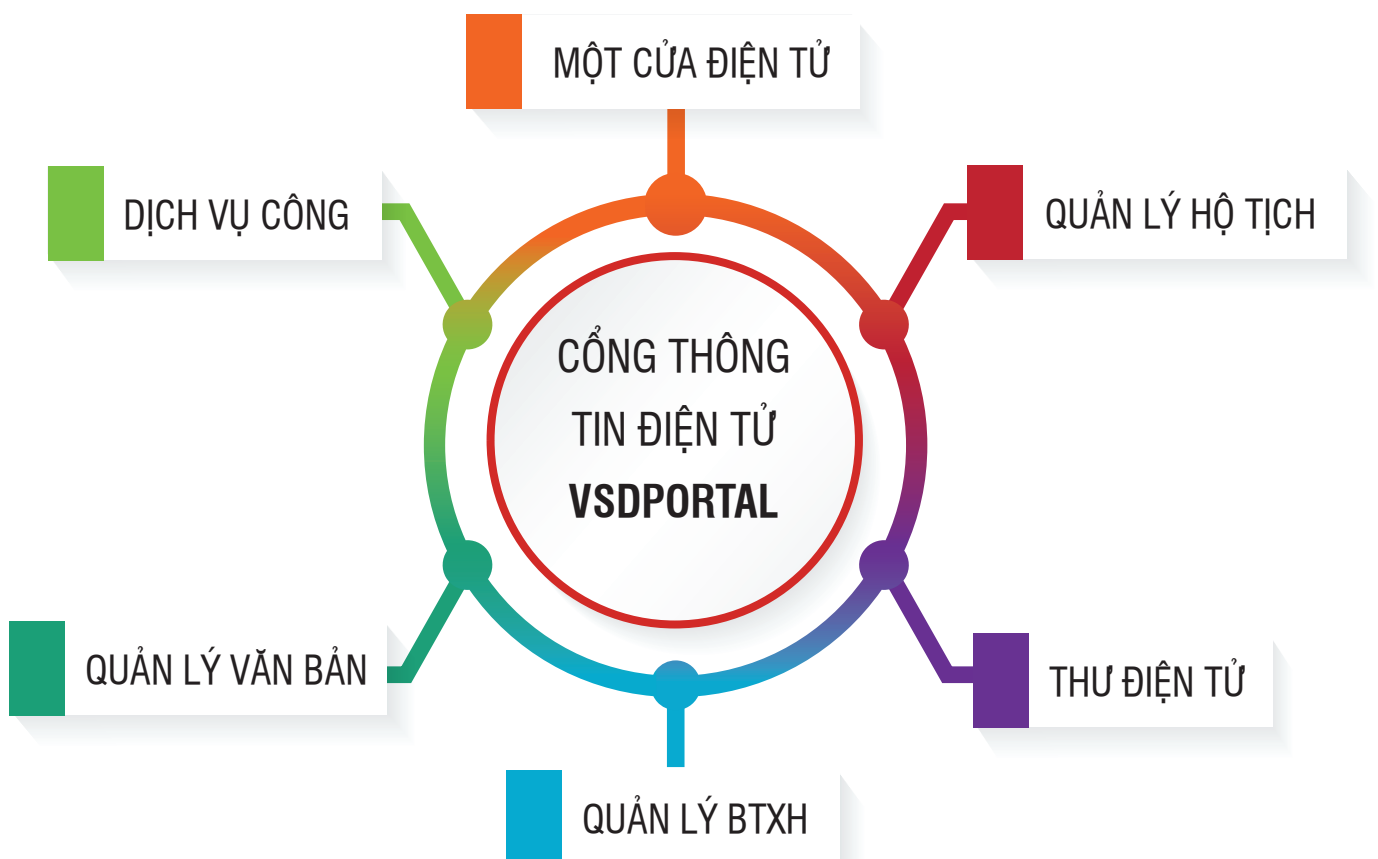 MỘT CỬA ĐIỆN TỬ
DỊCH VỤ CÔNG
QUẢN LÝ HỘ TỊCH
CỔNG THÔNG
TIN ĐIỆN TỬ
VSDPORTAL
QUẢN LÝ VĂN BẢN
THƯ ĐIỆN TỬ
QUẢN LÝ BTXH